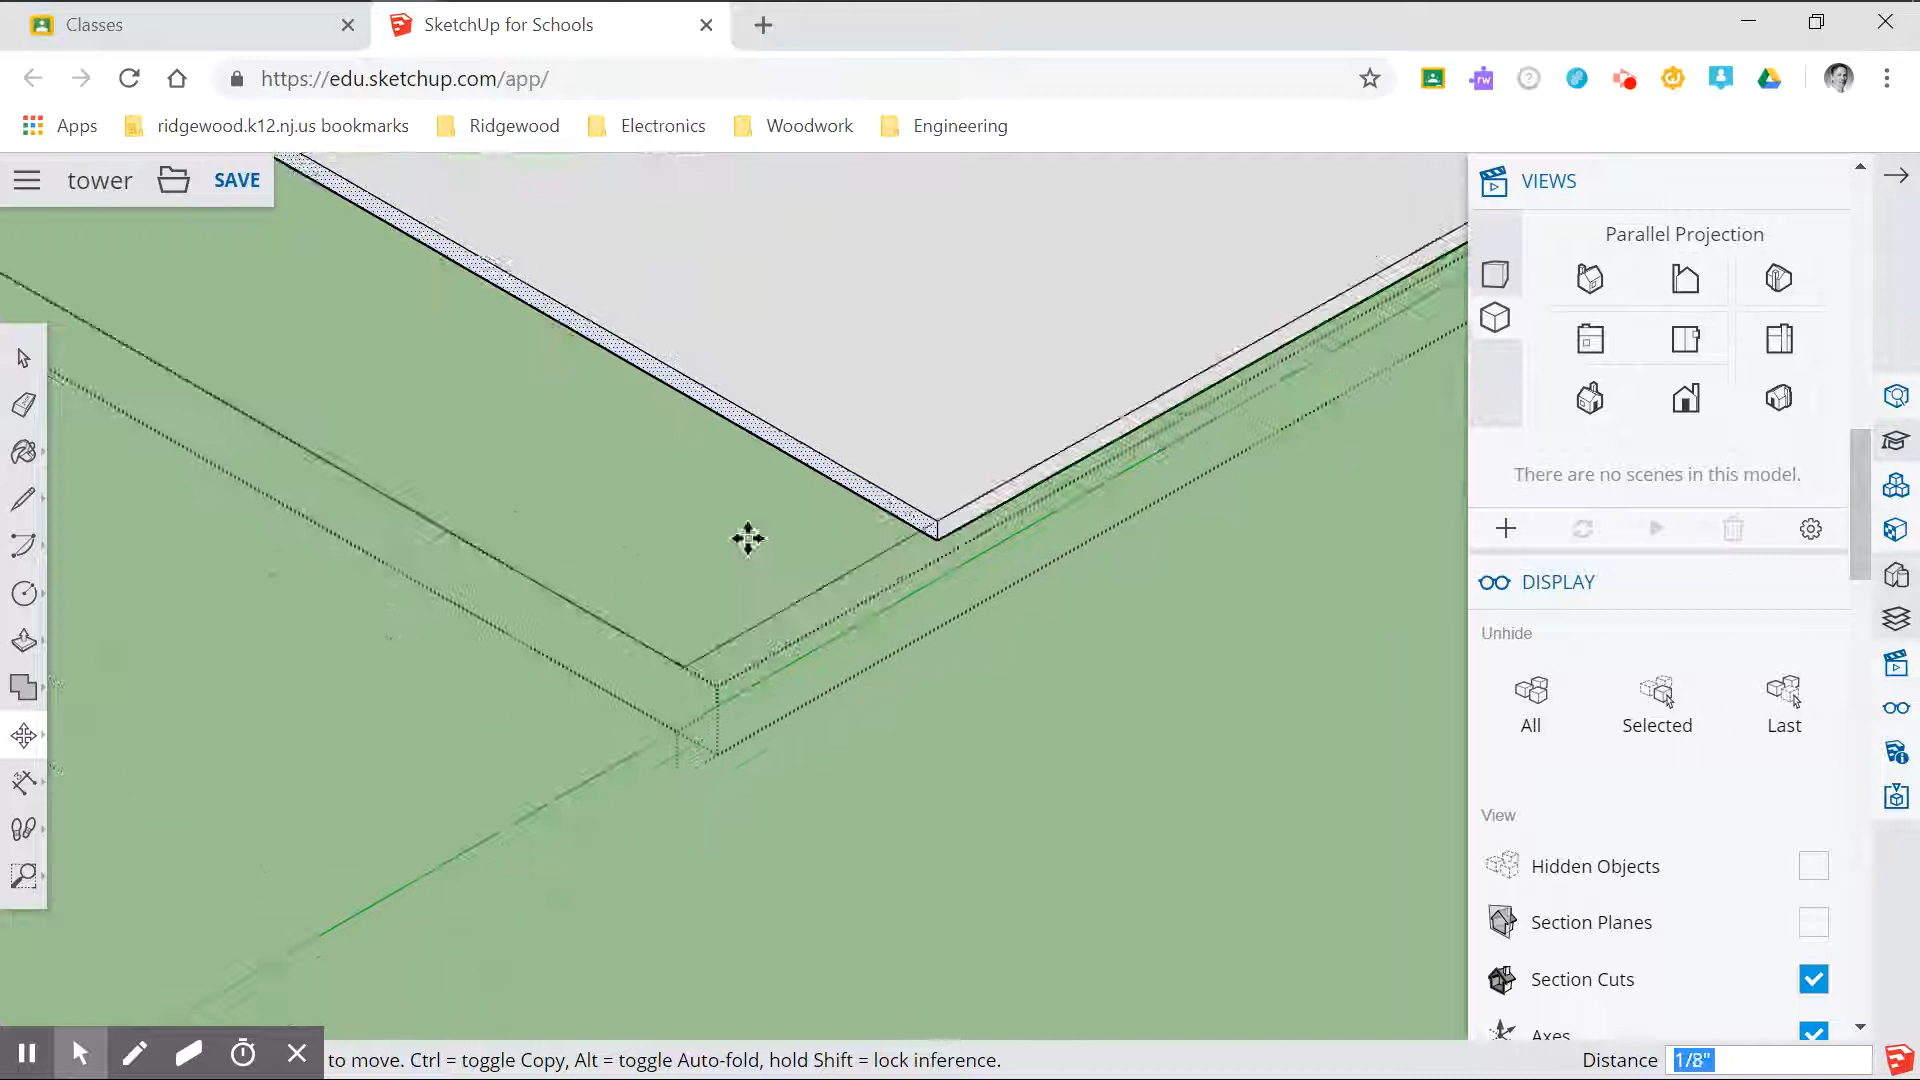 Classes
SketchUp for Schools
https://edu.sketchup.com/app/
rw
Apps
ridgewood.k12.nj.us bookmarks
Ridgewood
Electronics
Woodwork
Engineering
tower
SAVE
VIEWS
Parallel Projection
There are no scenes in this model.
DISPLAY
Unhide
All
Selected
Last
View
Hidden Objects
Section Planes
Section Cuts
Axes
to move. Ctrl = toggle Copy, Alt = toggle Auto-fold, hold Shift = lock inference.
Distance
1/8"